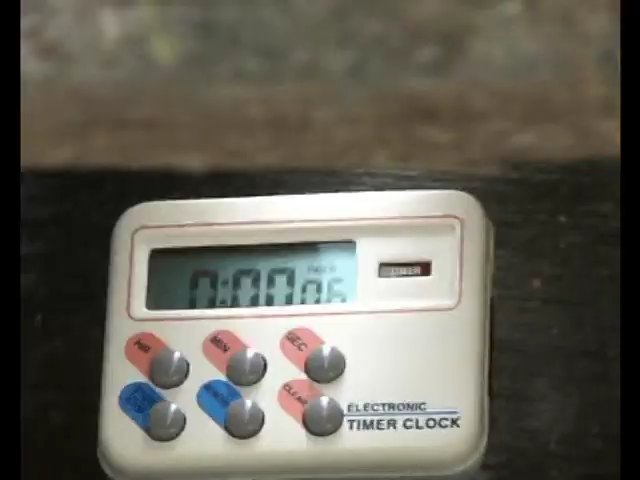 0:00 06
HR MIN SEC
CLEAR
ELECTRONIC
TIMER CLOCK